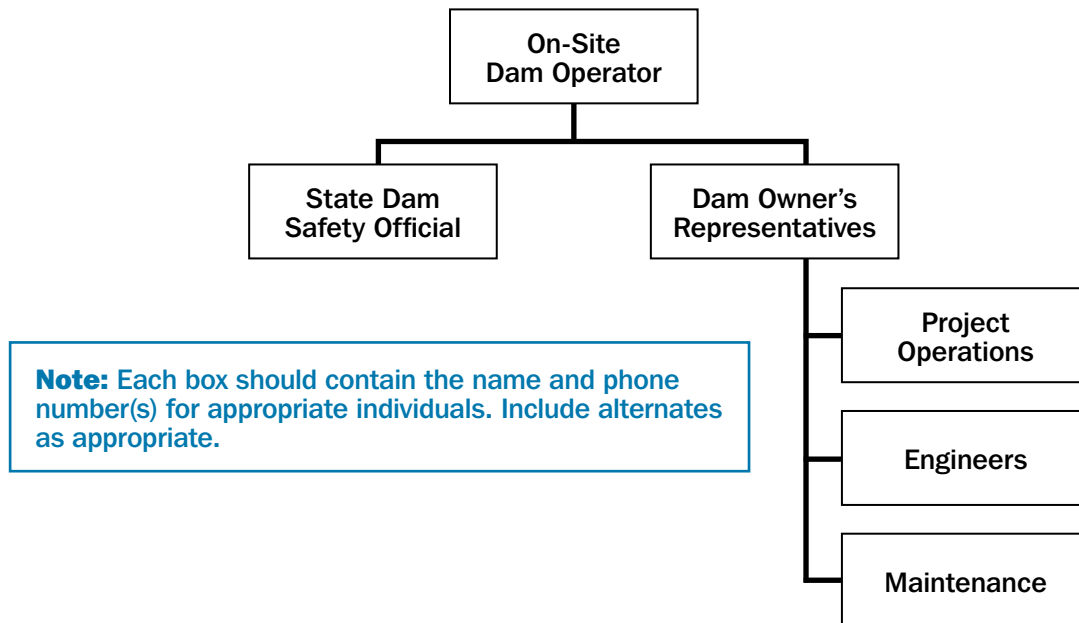 On-Site
Dam Operator
State Dam
Safety Official
Dam Owner's
Representatives
Project
Operations
Note: Each box should contain the name and phone
number(s) for appropriate individuals. Include alternates
as appropriate.
Engineers
Maintenance